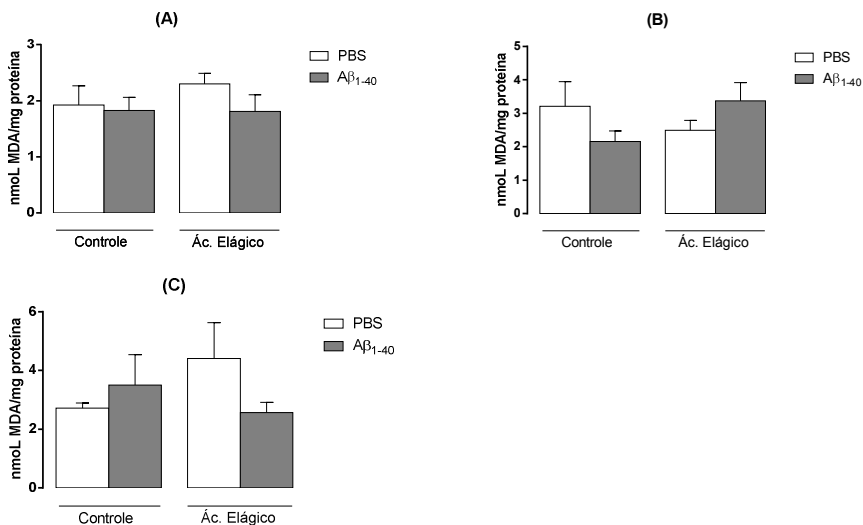 (A)
nmoL MDA/mg proteína
3
2
1
0
PBS
Aβ1-40
Controle
Ác. Elágico
(B)
nmoL MDA/mg proteína
5
4
3
2
1
0
PBS
Aβ1-40
Controle
Ác. Elágico
(C)
nmoL MDA/mg proteína
6
4
2
0
PBS
Aβ1-40
Controle
Ác. Elágico